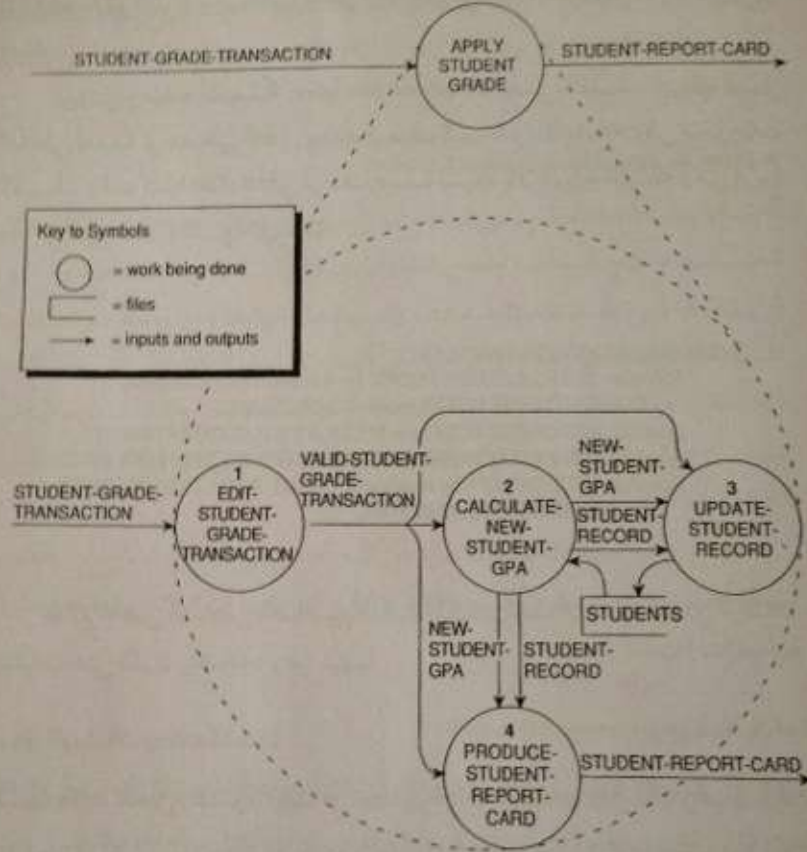 STUDENT-GRADE-TRANSACTION
APPLY
STUDENT
GRADE
STUDENT-REPORT-CARD
Key to Symbols
= work being done
= files
= inputs and outputs
STUDENT-GRADE-
TRANSACTION
1
EDIT-
STUDENT-
GRADE-
TRANSACTION
VALID-STUDENT-
GRADE-
TRANSACTION
2
CALCULATE-
NEW-
STUDENT-
GPA
NEW-
STUDENT-
GPA
STUDENT-
RECORD
3
UPDATE-
STUDENT-
RECORD
STUDENTS
NEW-
STUDENT-
GPA
STUDENT-
RECORD
4
PRODUCE-
STUDENT-
REPORT-
CARD
STUDENT-REPORT-CARD